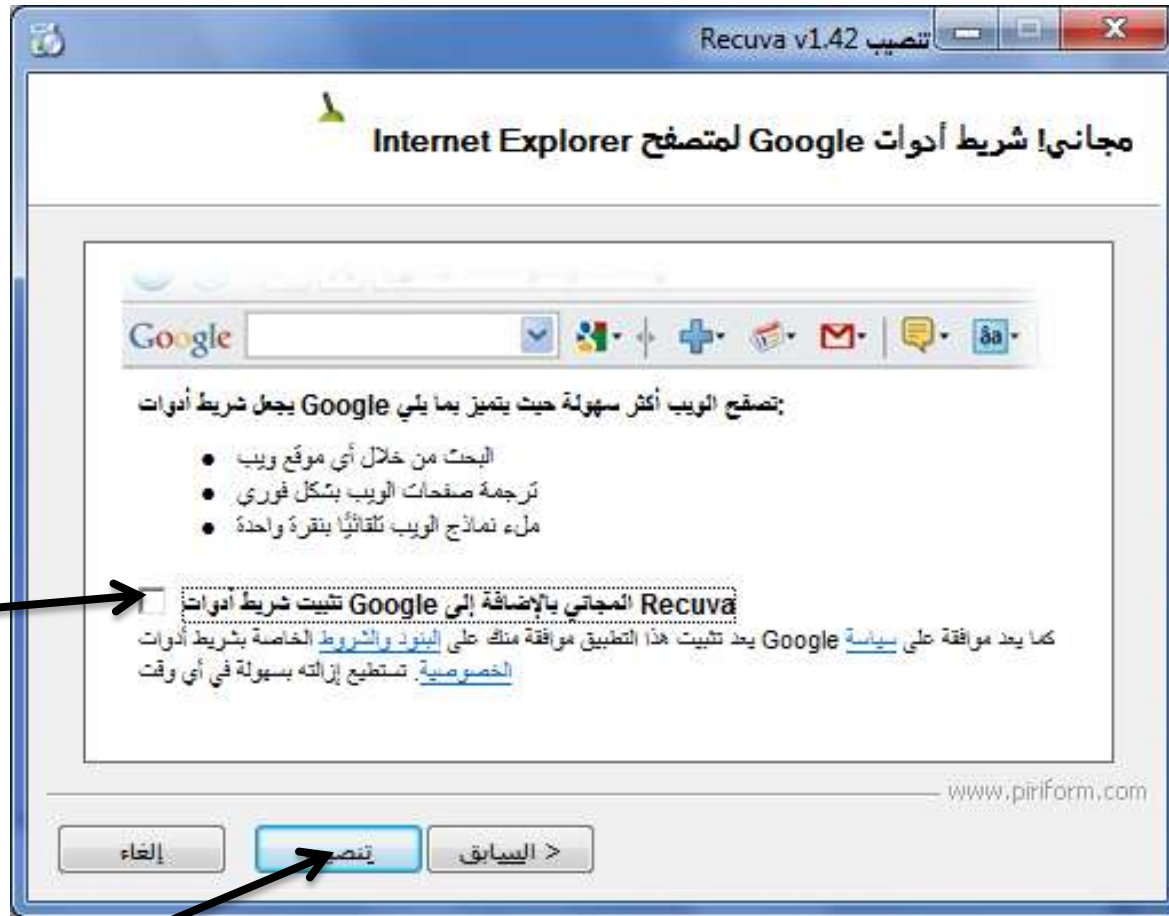 تنصيب Recuva v1.42
مجاني! شريط أدوات Google لمتصفح Internet Explorer
Google
âa
يجعل شريط أدوات Google تصفح الويب أكثر سهولة حيث يتميز بما يلي:
البحث من خلال أي موقع ويب
ترجمة صفحات الويب بشكل فوري
ملء نماذج الويب تلقائيًا بنقرة واحدة
تثبيت شريط أدوات Google المجاني بالإضافة إلى Recuva
يعد تثبيت هذا التطبيق موافقة منك على البنود والشروط الخاصة بشريط أدوات Google كما يعد موافقة على سياسة
الخصوصية. تستطيع إزالته بسهولة في أي وقت
www.piriform.com
< السابق
إلغاء